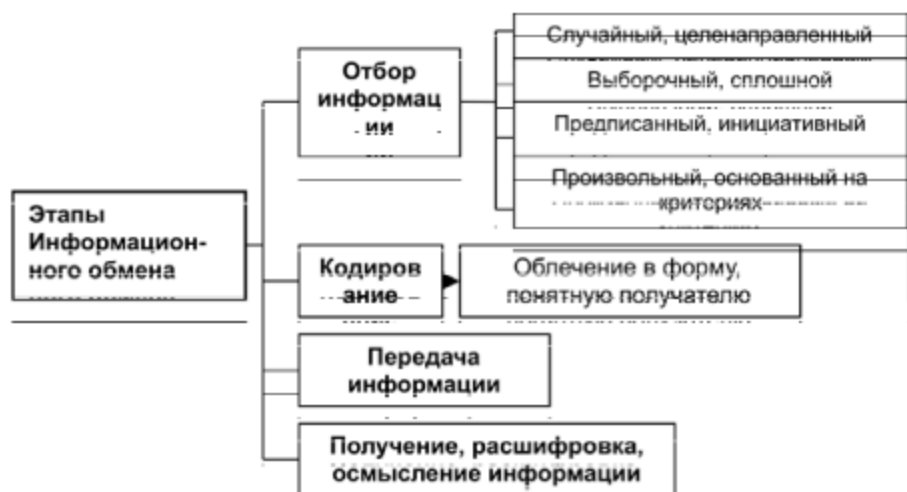 Этапы
Информацион-
ного обмена
Отбор
информац
ии
Случайный, целенаправленный
Выборочный, сплошной
Предписанный, инициативный
Произвольный, основанный на
критериях
Кодиров
ание
Облечение в форму,
понятную получателю
Передача
информации
Получение, расшифровка,
осмысление информации